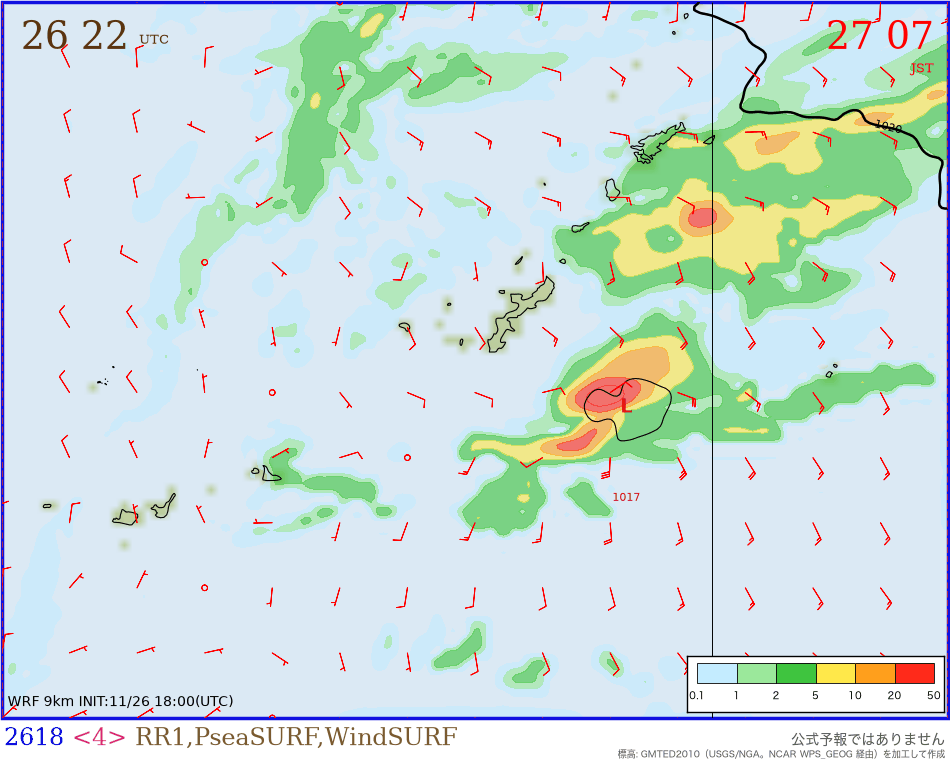 26 22 UTC
27 07
JST
1020
L
1017
0.1 1 2 5 10 20 50
WRF 9km INIT:11/26 18:00(UTC)
2618 <4> RR1,PseaSURF,WindSURF
公式予報ではありません
標高: GMTED2010（USGS/NGA。NCAR WPS_GEOG 経由）を加工して作成